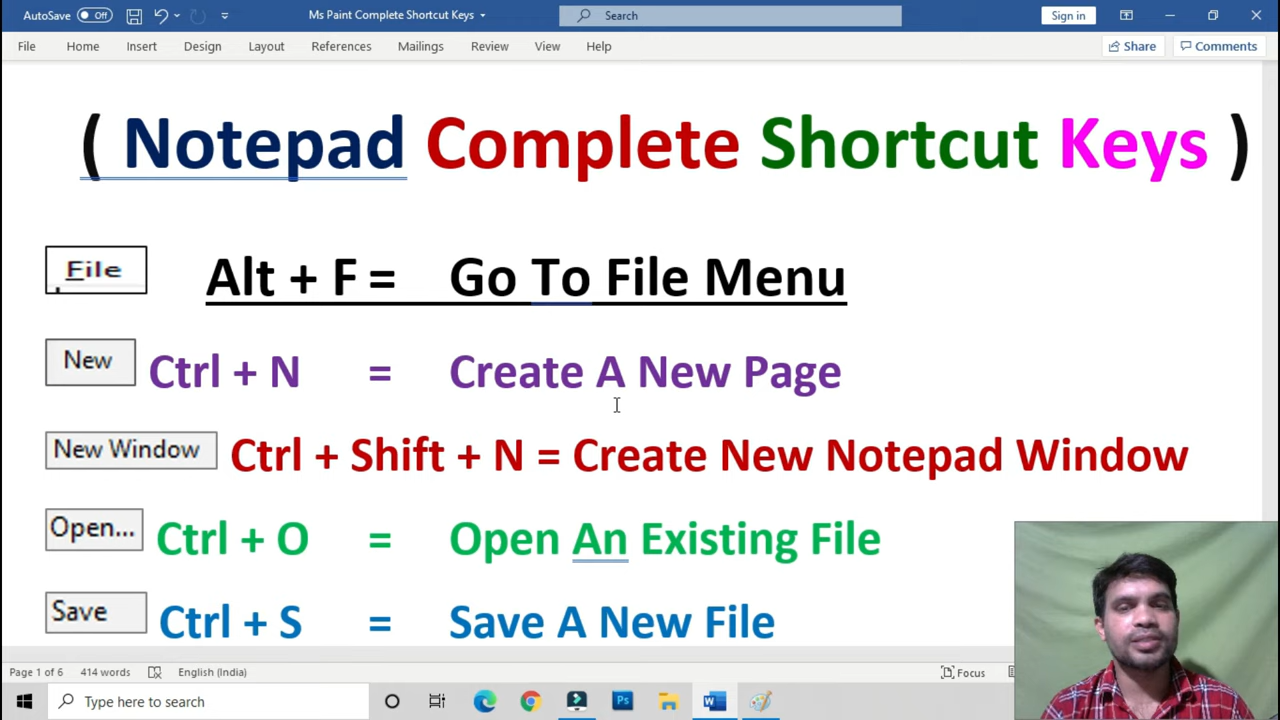 AutoSave Off Ms Paint Complete Shortcut Keys Search Sign in
File Home Insert Design Layout References Mailings Review View Help Share Comments
( Notepad Complete Shortcut Keys )
File Alt + F = Go To File Menu
New Ctrl + N = Create A New Page
New Window Ctrl + Shift + N = Create New Notepad Window
Open... Ctrl + O = Open An Existing File
Save Ctrl + S = Save A New File
Page 1 of 6 414 words English (India) Focus
Type here to search Ps W